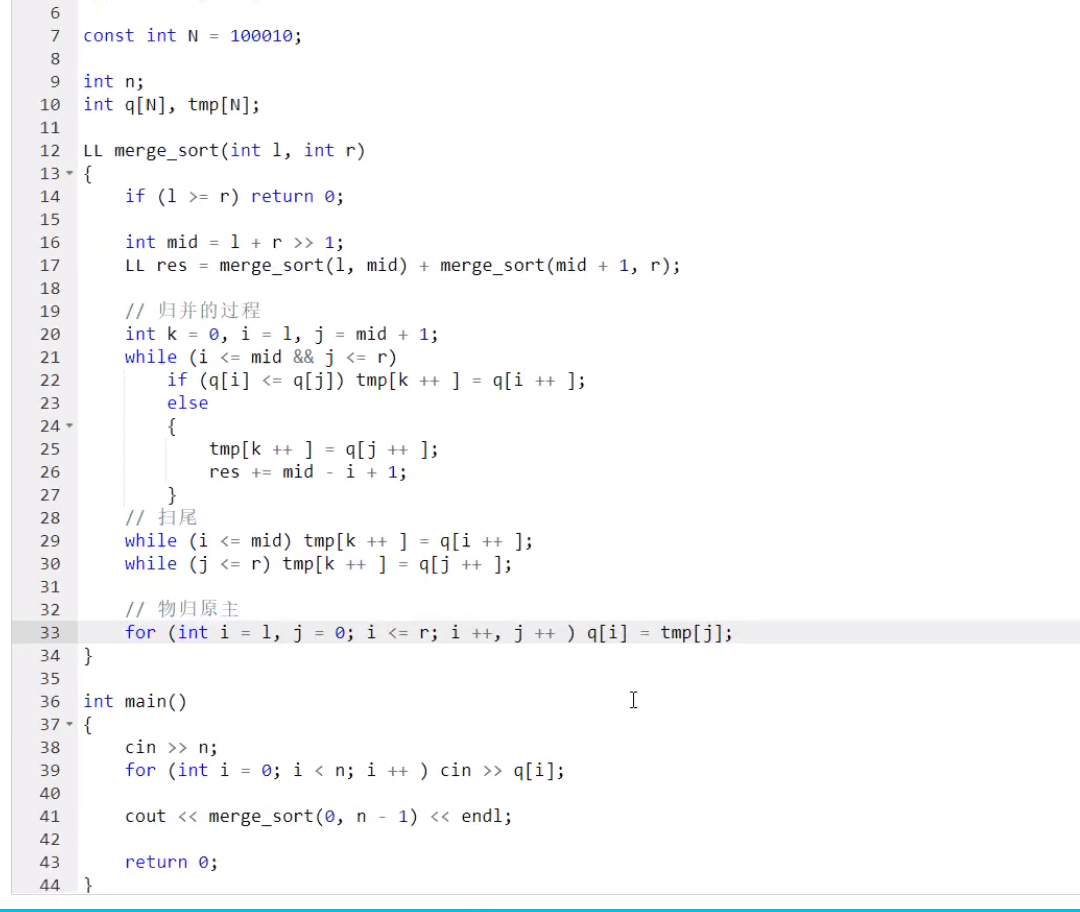 6
7 const int N = 100010;
8
9 int n;
10 int q[N], tmp[N];
11
12 LL merge_sort(int l, int r)
13 {
14     if (l >= r) return 0;
15
16     int mid = l + r >> 1;
17     LL res = merge_sort(l, mid) + merge_sort(mid + 1, r);
18
19     // 归并的过程
20     int k = 0, i = l, j = mid + 1;
21     while (i <= mid && j <= r)
22         if (q[i] <= q[j]) tmp[k ++ ] = q[i ++ ];
23         else
24         {
25             tmp[k ++ ] = q[j ++ ];
26             res += mid - i + 1;
27         }
28     // 扫尾
29     while (i <= mid) tmp[k ++ ] = q[i ++ ];
30     while (j <= r) tmp[k ++ ] = q[j ++ ];
31
32     // 物归原主
33     for (int i = l, j = 0; i <= r; i ++, j ++ ) q[i] = tmp[j];
34 }
35
36 int main()
37 {
38     cin >> n;
39     for (int i = 0; i < n; i ++ ) cin >> q[i];
40
41     cout << merge_sort(0, n - 1) << endl;
42
43     return 0;
44 }